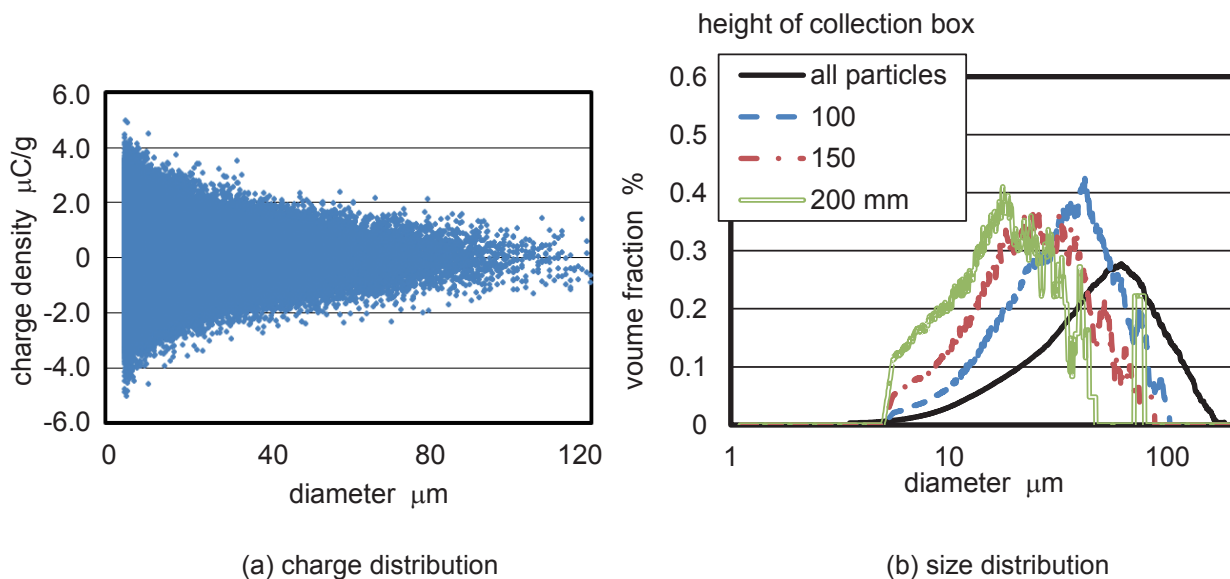 height of collection box
all particles
100
150
200 mm
6.0
4.0
2.0
0
-2.0
-4.0
-6.0
charge density μC/g
0
40
80
120
diameter μm
(a) charge distribution
0.6
0.5
0.4
0.3
0.2
0.1
0
voume fraction %
1
10
100
diameter μm
(b) size distribution